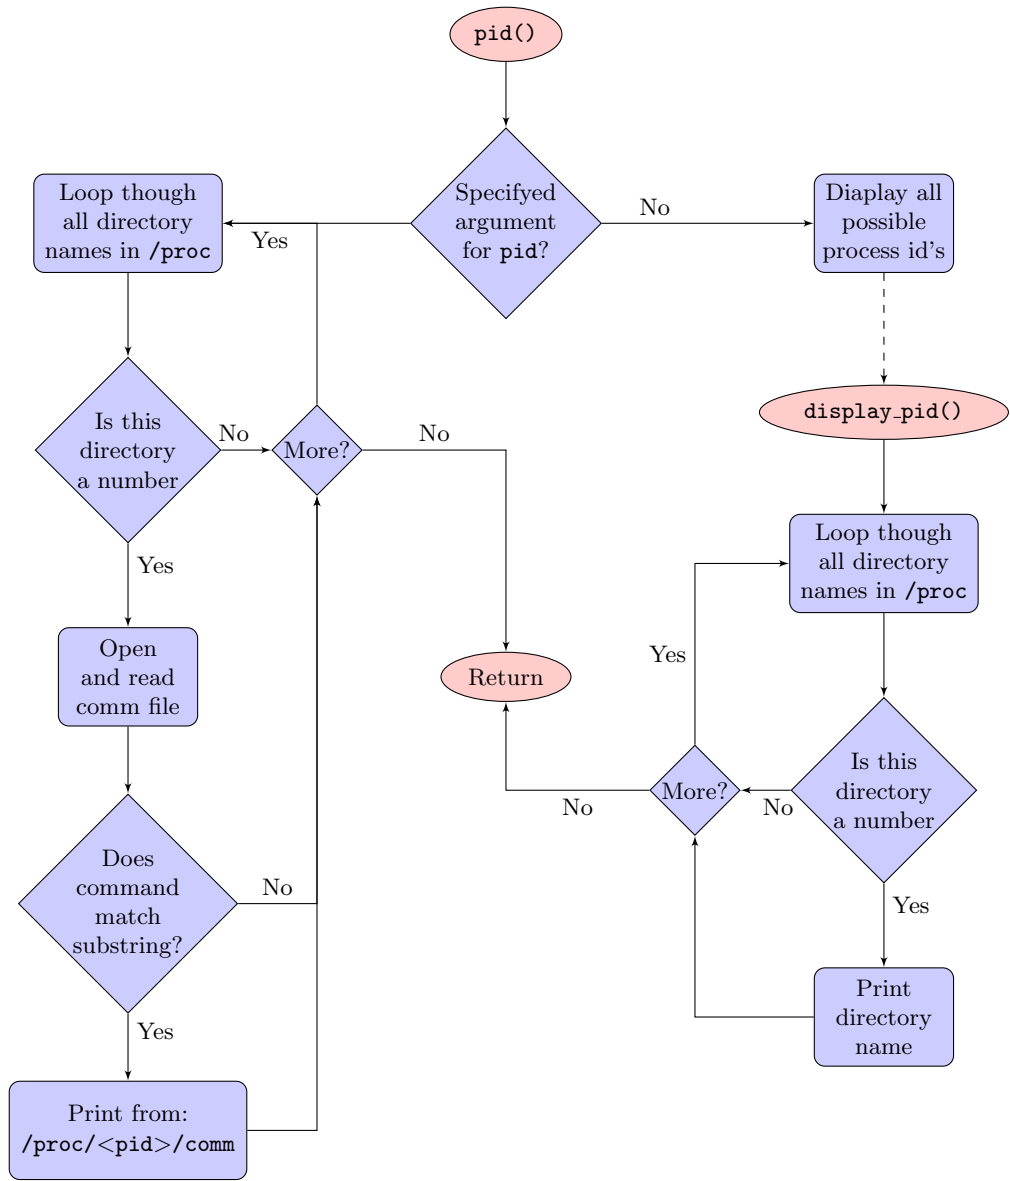 pid()
Specifyed
argument
for pid?
Loop though
all directory
names in /proc
Yes
No
Diaplay all
possible
process id's
display_pid()
Is this
directory
a number
No
More?
No
Yes
Open
and read
comm file
Does
command
match
substring?
No
Yes
Print from:
/proc/<pid>/comm
Return
Loop though
all directory
names in /proc
Yes
Is this
directory
a number
No
More?
No
Yes
Print
directory
name